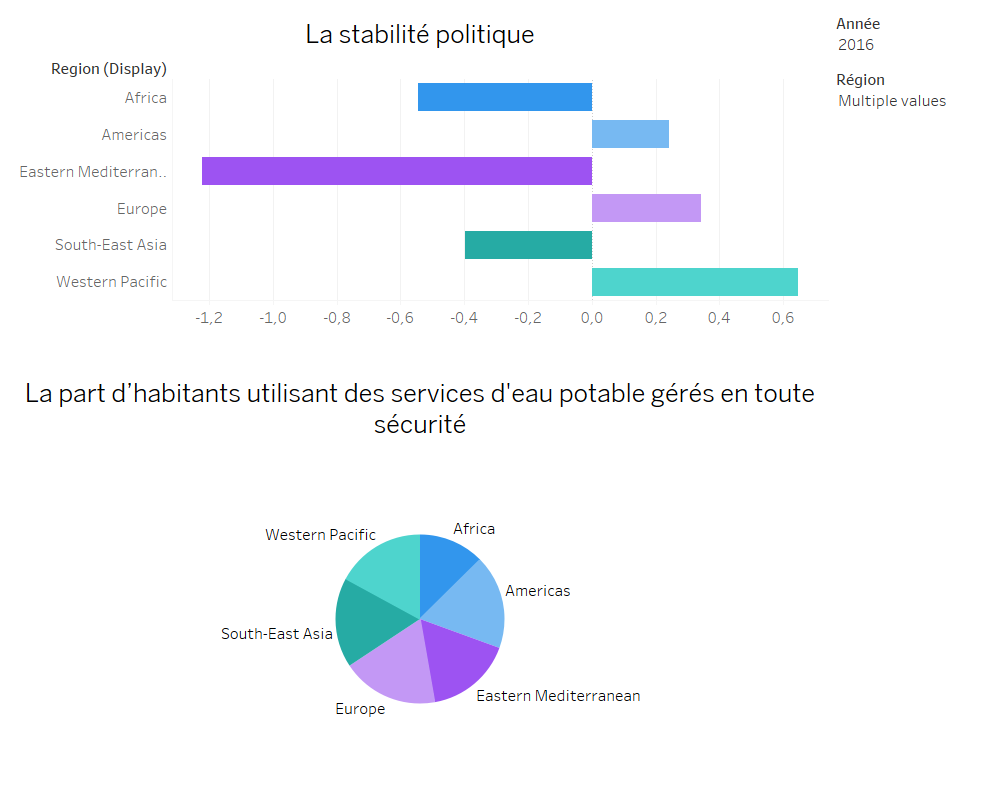 La stabilité politique
Année
2016
Région
Multiple values
Region (Display)
Africa
Americas
Eastern Mediterran..
Europe
South-East Asia
Western Pacific
-1,2 -1,0 -0,8 -0,6 -0,4 -0,2 0,0 0,2 0,4 0,6
La part d’habitants utilisant des services d'eau potable gérés en toute
sécurité
Western Pacific
Africa
Americas
South-East Asia
Eastern Mediterranean
Europe